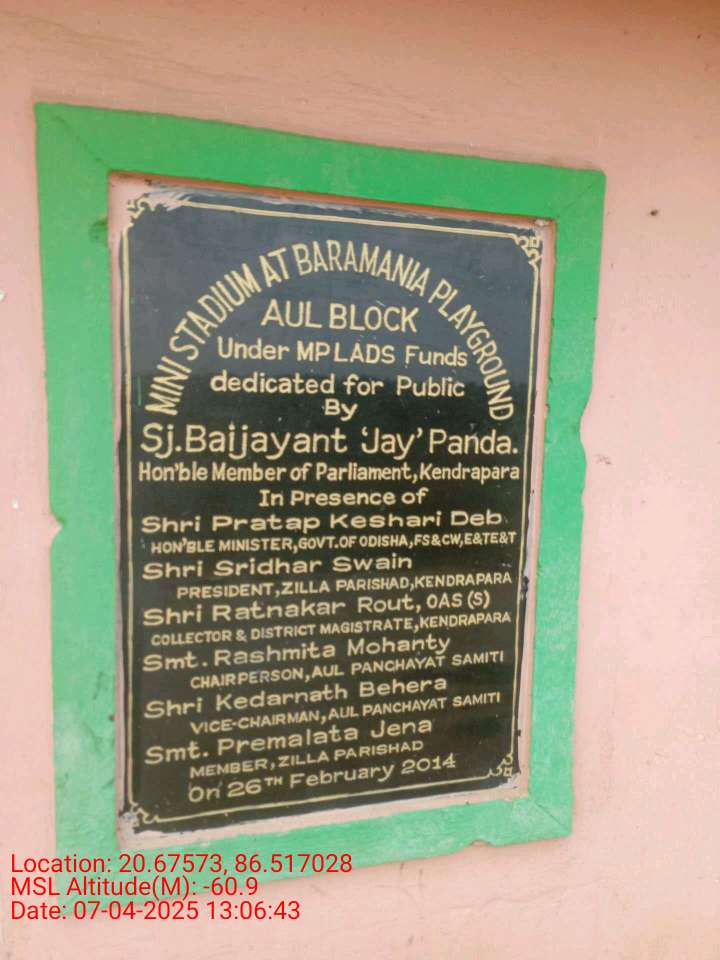 MINI STADIUM AT BARAMANIA PLAYGROUND
AUL BLOCK
Under MPLADS Funds
dedicated for Public
By
Sj.Baijayant 'Jay' Panda.
Hon'ble Member of Parliament, Kendrapara
In Presence of
Shri Pratap Keshari Deb
HON'BLE MINISTER, GOVT. OF ODISHA, FS&CW, E&TE&T
Shri Sridhar Swain
PRESIDENT, ZILLA PARISHAD, KENDRAPARA
Shri Ratnakar Rout, OAS (S)
COLLECTOR & DISTRICT MAGISTRATE, KENDRAPARA
Smt. Rashmita Mohanty
CHAIRPERSON, AUL PANCHAYAT SAMITI
Shri Kedarnath Behera
VICE-CHAIRMAN, AUL PANCHAYAT SAMITI
Smt. Premalata Jena
MEMBER, ZILLA PARISHAD
On 26TH February 2014
Location: 20.67573, 86.517028
MSL Altitude(M): -60.9
Date: 07-04-2025 13:06:43